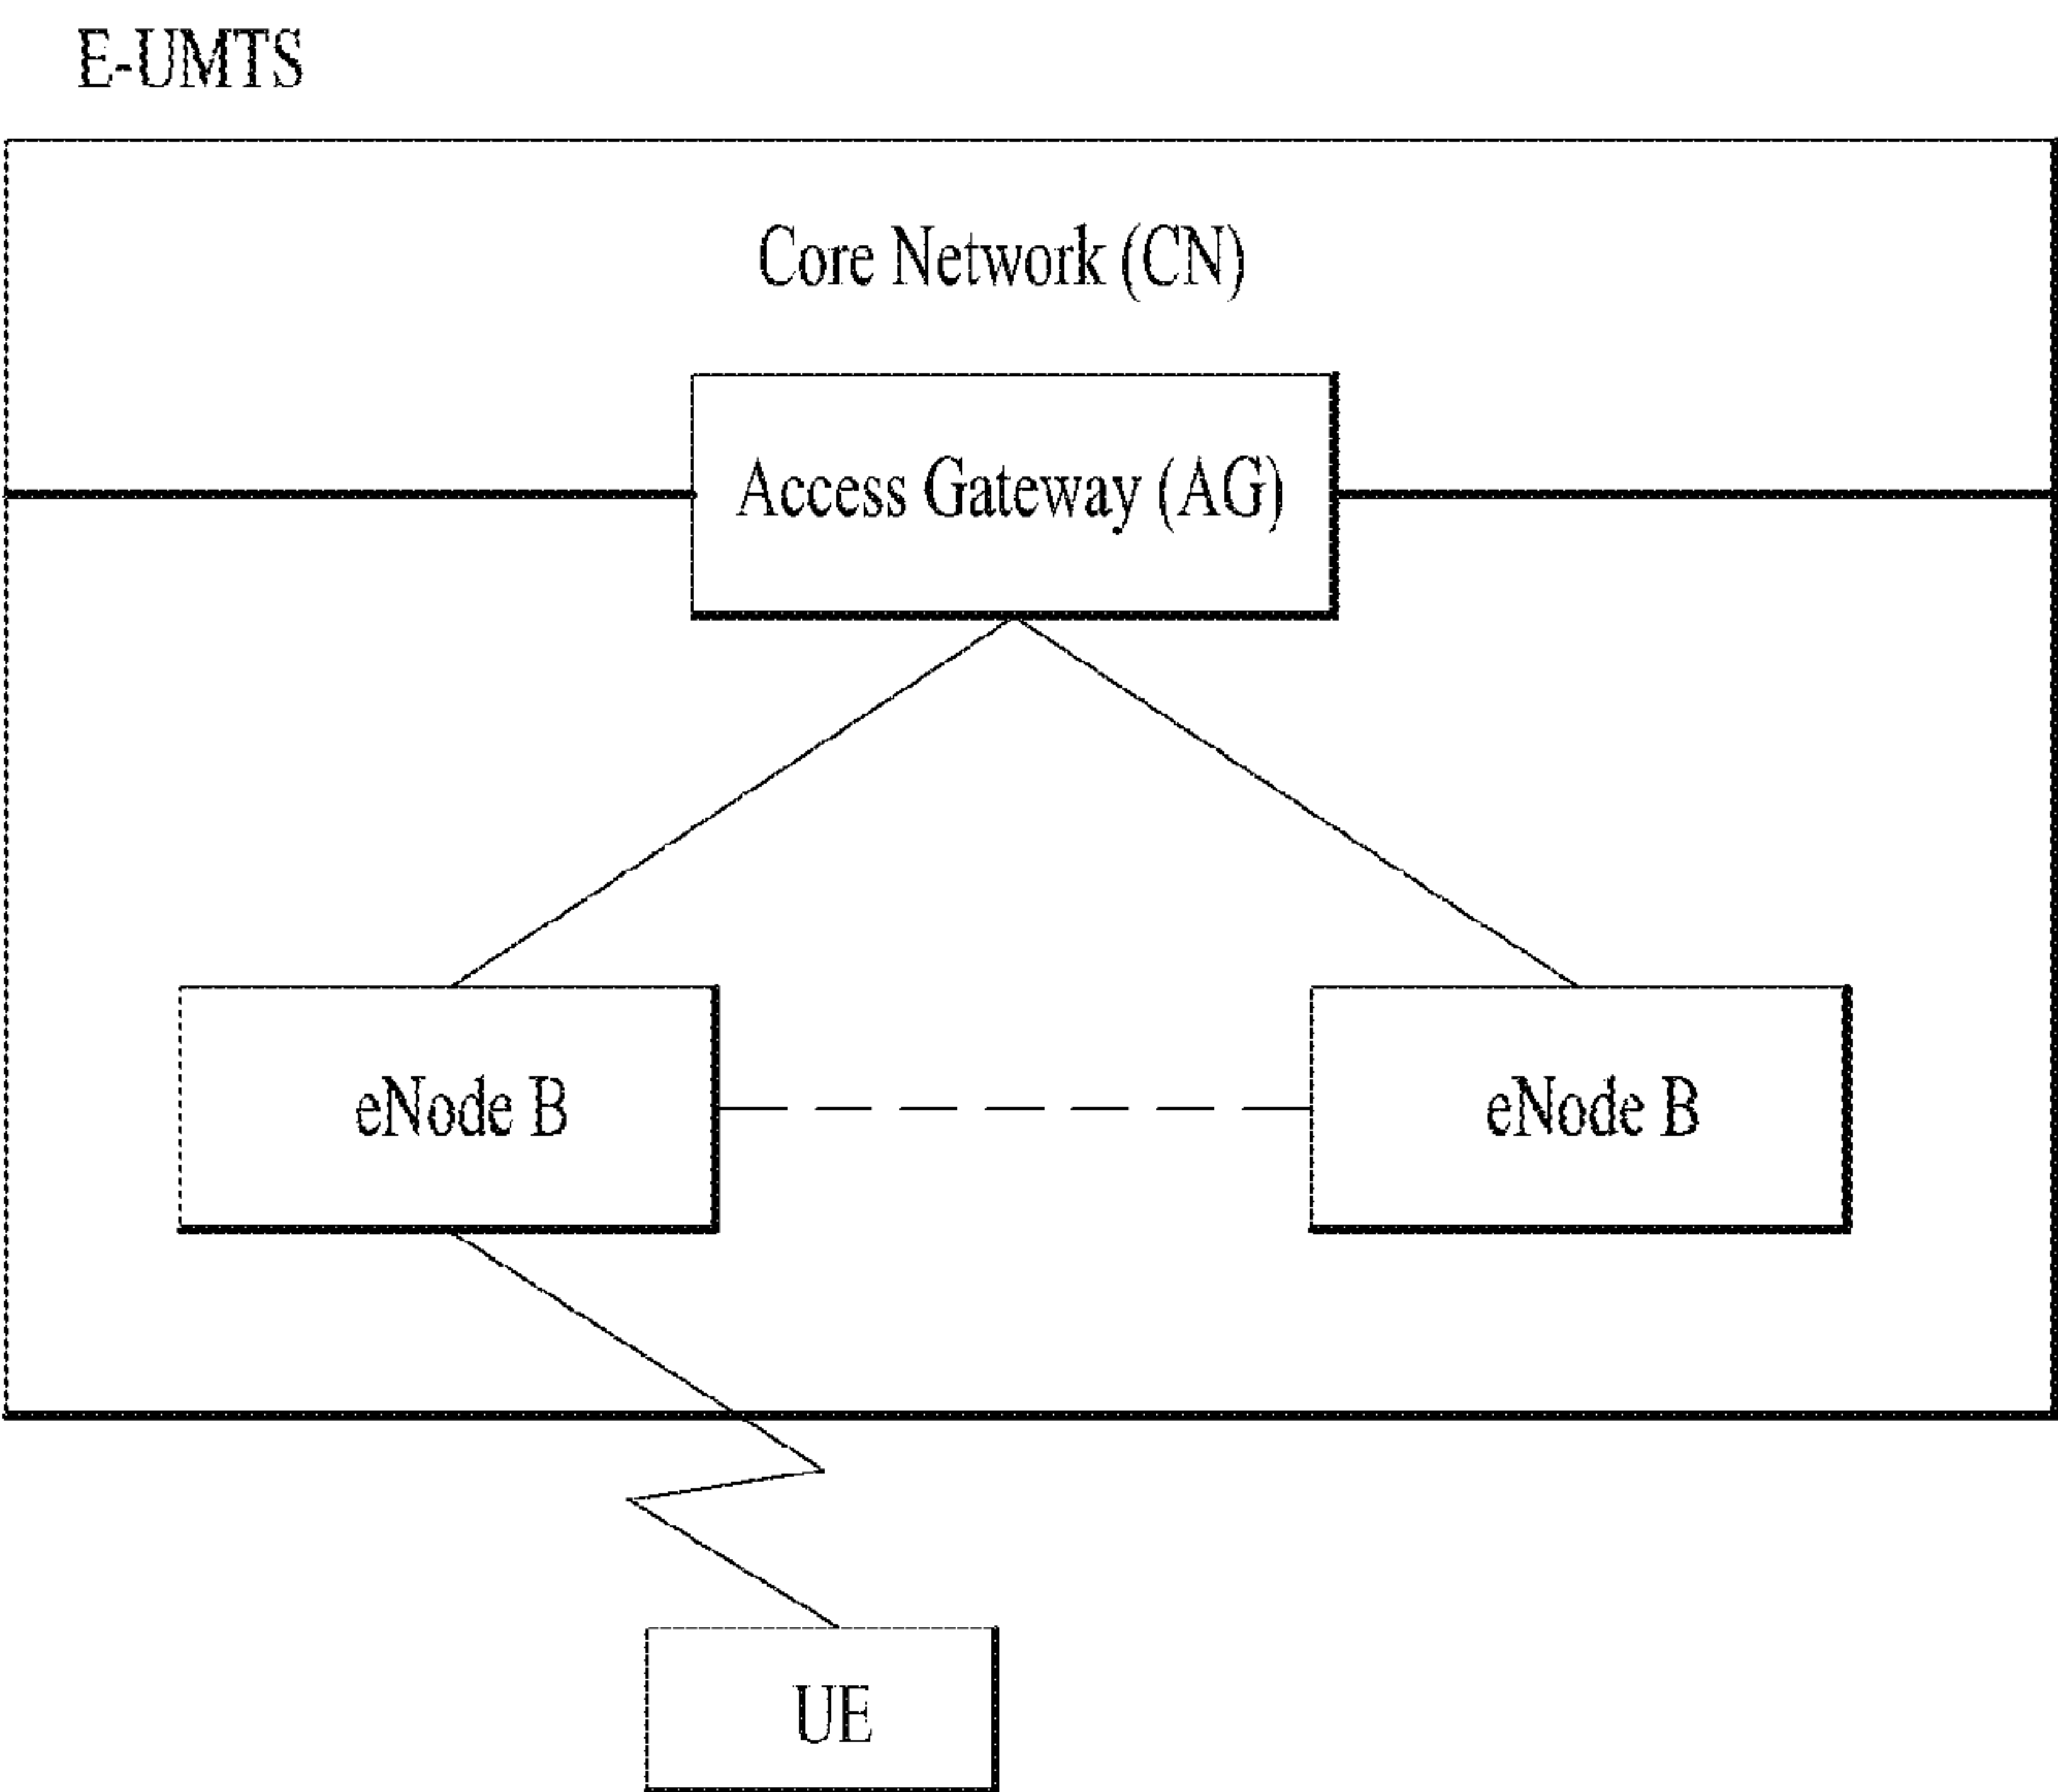 E-UMTS
Core Network (CN)
Access Gateway (AG)
eNode B
eNode B
UE